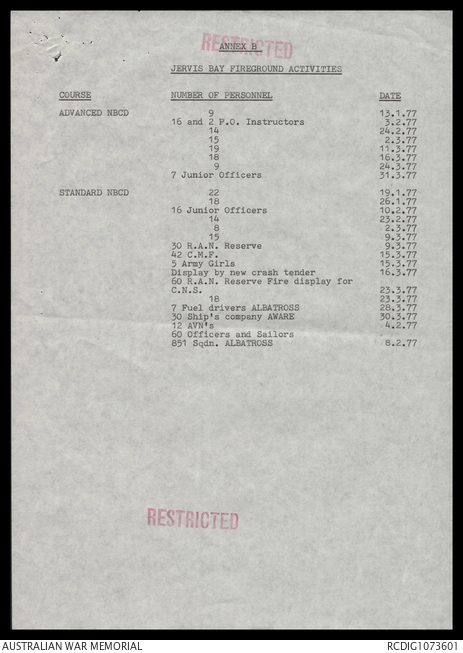 RESTRICTED
ANNEX B
JERVIS BAY FIREGROUND ACTIVITIES
COURSE NUMBER OF PERSONNEL DATE
ADVANCED NBCD 9 13.1.77
16 and 2 P.O. Instructors 3.2.77
14 24.2.77
15 2.3.77
19 11.3.77
18 16.3.77
9 24.3.77
7 Junior Officers 31.3.77
STANDARD NBCD 22 19.1.77
18 26.1.77
16 Junior Officers 10.2.77
14 23.2.77
8 2.3.77
15 9.3.77
30 R.A.N. Reserve 9.3.77
42 C.M.F. 15.3.77
5 Army Girls 15.3.77
Display by new crash tender 16.3.77
60 R.A.N. Reserve Fire display for
C.N.S. 23.3.77
18 23.3.77
7 Fuel drivers ALBATROSS 28.3.77
30 Ship's company AWARE 30.3.77
12 AVN's 4.2.77
60 Officers and Sailors
851 Sqdn. ALBATROSS 8.2.77
RESTRICTED
AUSTRALIAN WAR MEMORIAL RCDIG1073601